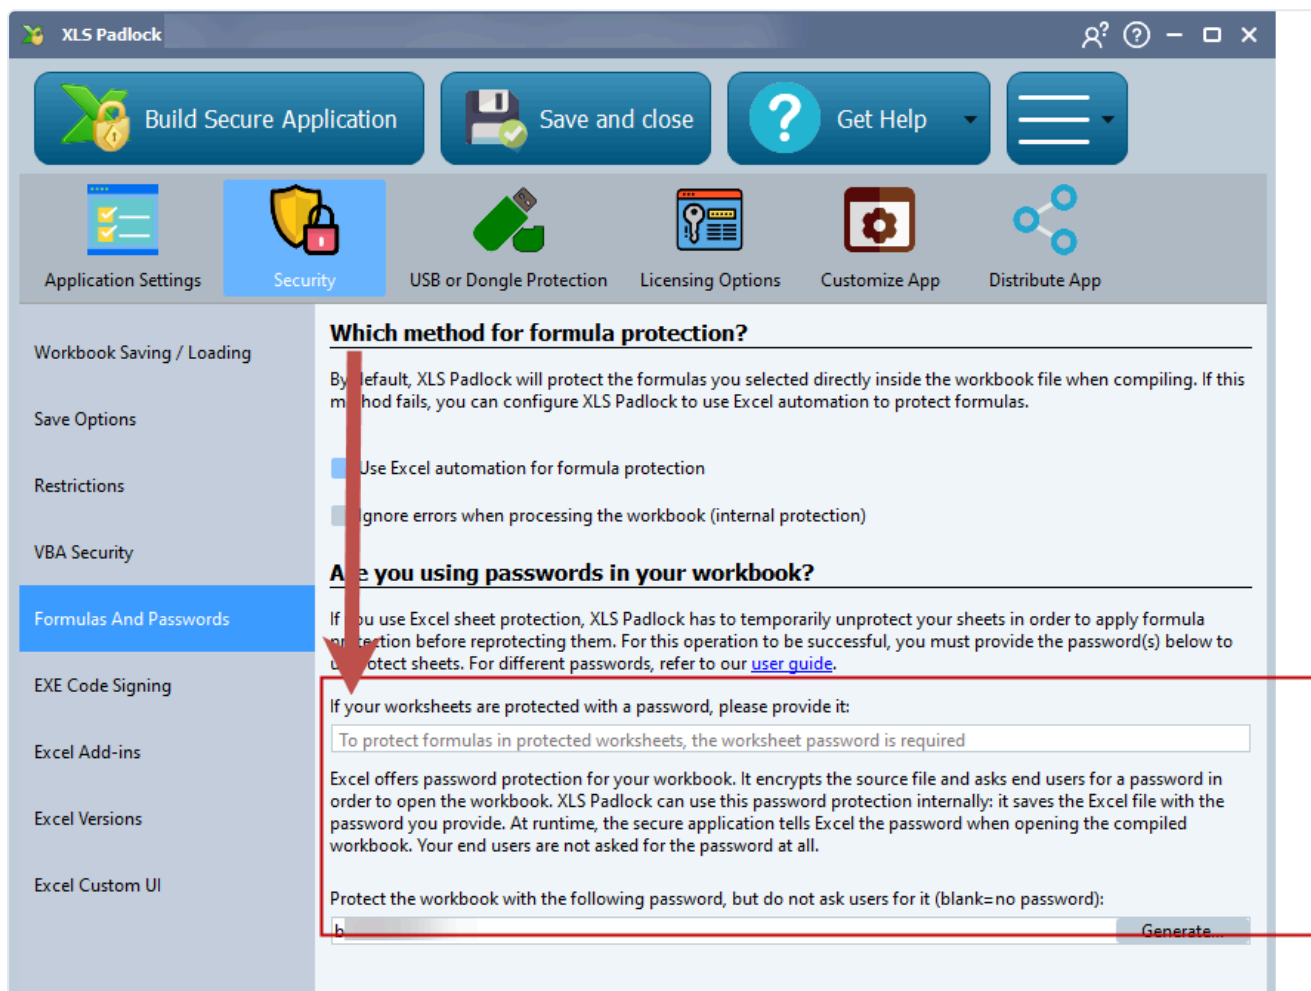 XLS Padlock
Build Secure Application
Save and close
Get Help
Application Settings
Security
USB or Dongle Protection
Licensing Options
Customize App
Distribute App
Workbook Saving / Loading
Save Options
Restrictions
VBA Security
Formulas And Passwords
EXE Code Signing
Excel Add-ins
Excel Versions
Excel Custom UI
Which method for formula protection?
By default, XLS Padlock will protect the formulas you selected directly inside the workbook file when compiling. If this
method fails, you can configure XLS Padlock to use Excel automation to protect formulas.
Use Excel automation for formula protection
Ignore errors when processing the workbook (internal protection)
Are you using passwords in your workbook?
If you use Excel sheet protection, XLS Padlock has to temporarily unprotect your sheets in order to apply formula
protection before reprotecting them. For this operation to be successful, you must provide the password(s) below to
unprotect sheets. For different passwords, refer to our user guide.
If your worksheets are protected with a password, please provide it:
To protect formulas in protected worksheets, the worksheet password is required
Excel offers password protection for your workbook. It encrypts the source file and asks end users for a password in
order to open the workbook. XLS Padlock can use this password protection internally: it saves the Excel file with the
password you provide. At runtime, the secure application tells Excel the password when opening the compiled
workbook. Your end users are not asked for the password at all.
Protect the workbook with the following password, but do not ask users for it (blank=no password):
Generate...